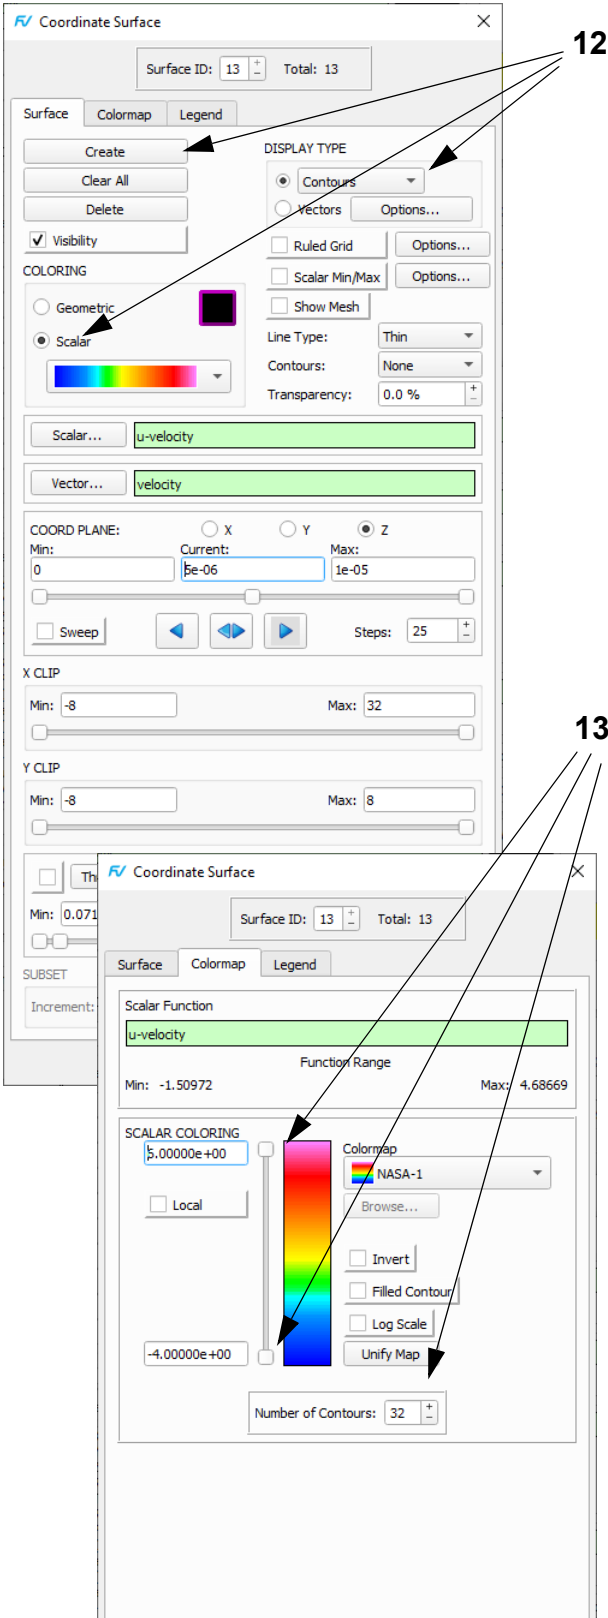 Coordinate Surface
12
Surface ID: 13 Total: 13
Surface Colormap Legend
Create
Clear All
Delete
Visibility
DISPLAY TYPE
Contours
Vectors Options...
Ruled Grid Options...
Scalar Min/Max Options...
Show Mesh
COLORING
Geometric
Scalar
Line Type: Thin
Contours: None
Transparency: 0.0 %
Scalar... u-velocity
Vector... velocity
COORD PLANE: X Y Z
Min: Current: Max:
0 5e-06 1e-05
Sweep Steps: 25
X CLIP
Min: -8 Max: 32
13
Y CLIP
Min: -8 Max: 8
Th
Min: 0.071
SUBSET
Increment:
Coordinate Surface
Surface ID: 13 Total: 13
Surface Colormap Legend
Scalar Function
u-velocity
Function Range
Min: -1.50972 Max: 4.68669
SCALAR COLORING
5.00000e+00
Local
-4.00000e+00
Colormap
NASA-1
Browse...
Invert
Filled Contour
Log Scale
Unify Map
Number of Contours: 32